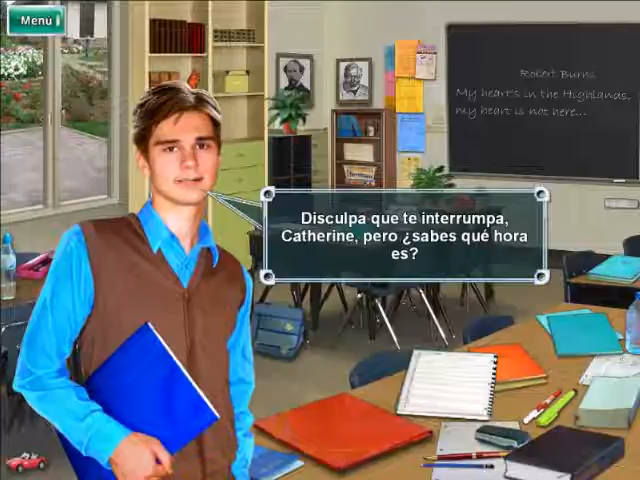 Menú
Robert Burns
My heart's in the Highlands,
my heart is not here...
Disculpa que te interrumpa,
Catherine, pero ¿sabes qué hora
es?